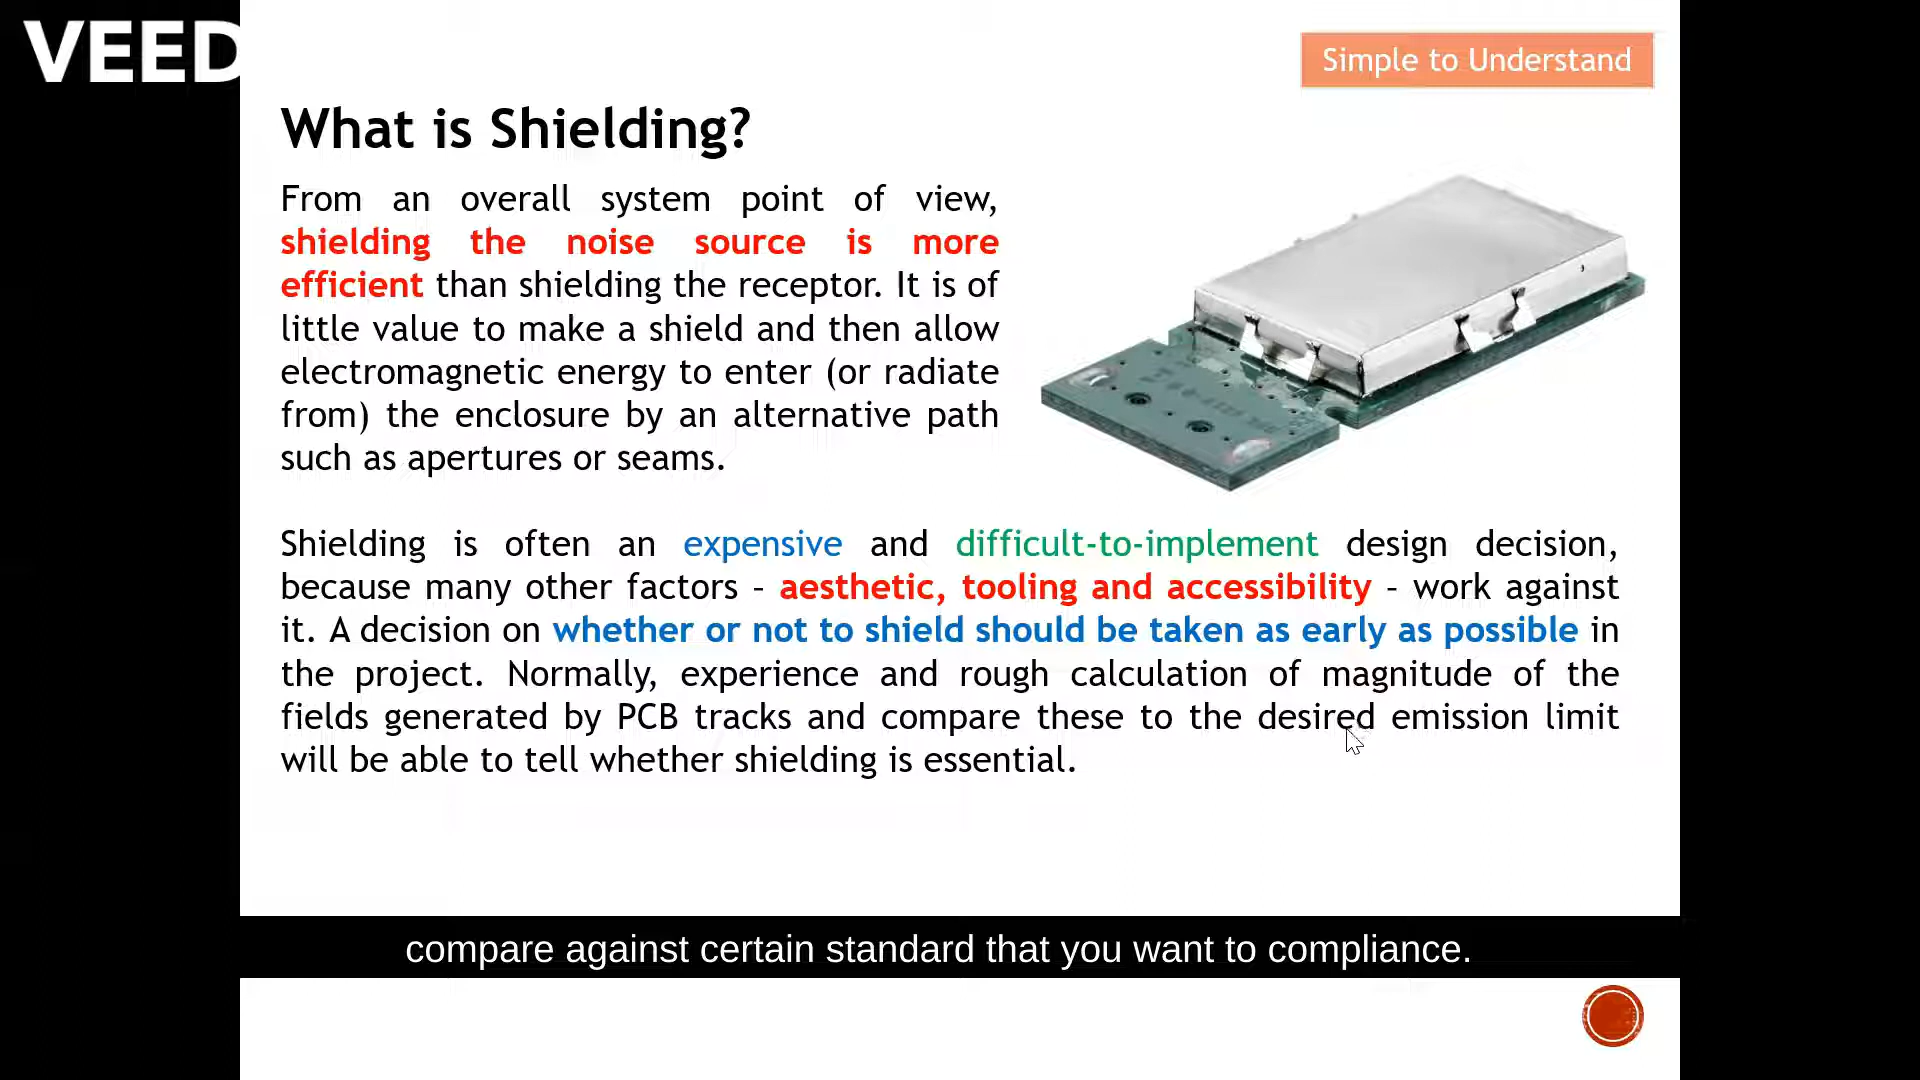 VEED
Simple to Understand
What is Shielding?
From an overall system point of view,
shielding the noise source is more
efficient than shielding the receptor. It is of
little value to make a shield and then allow
electromagnetic energy to enter (or radiate
from) the enclosure by an alternative path
such as apertures or seams.
Shielding is often an expensive and difficult-to-implement design decision,
because many other factors – aesthetic, tooling and accessibility – work against
it. A decision on whether or not to shield should be taken as early as possible in
the project. Normally, experience and rough calculation of magnitude of the
fields generated by PCB tracks and compare these to the desired emission limit
will be able to tell whether shielding is essential.
compare against certain standard that you want to compliance.